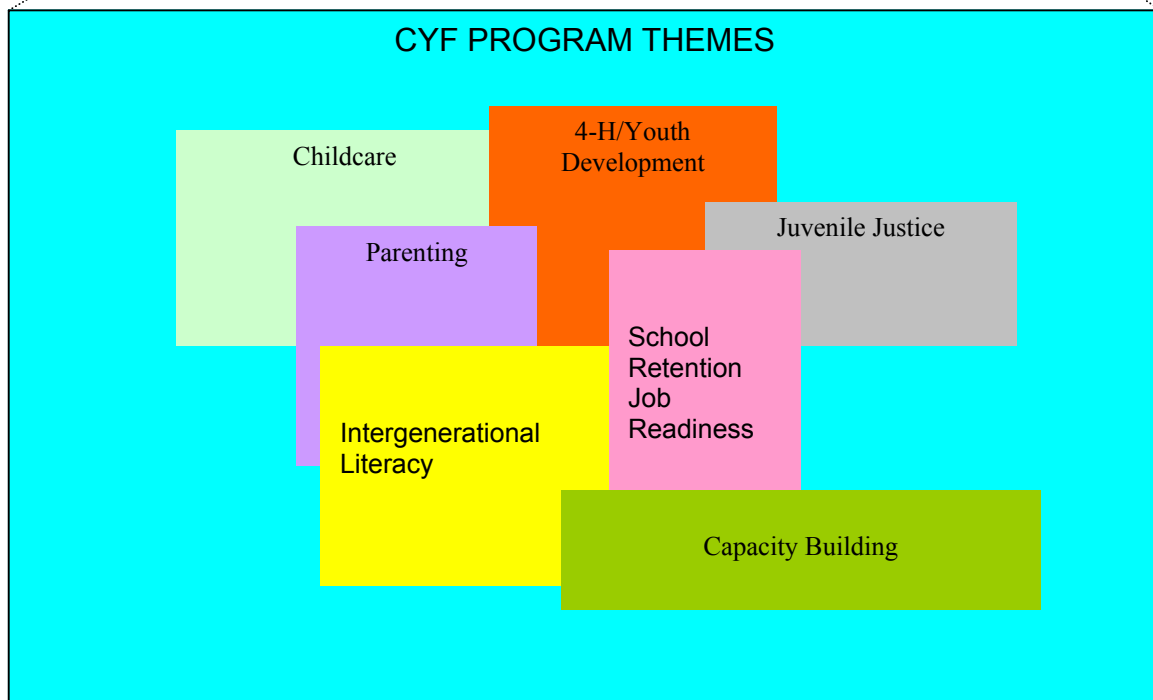 CYF PROGRAM THEMES
4-H/Youth
Development
Childcare
Juvenile Justice
Parenting
School
Retention
Job
Readiness
Intergenerational
Literacy
Capacity Building